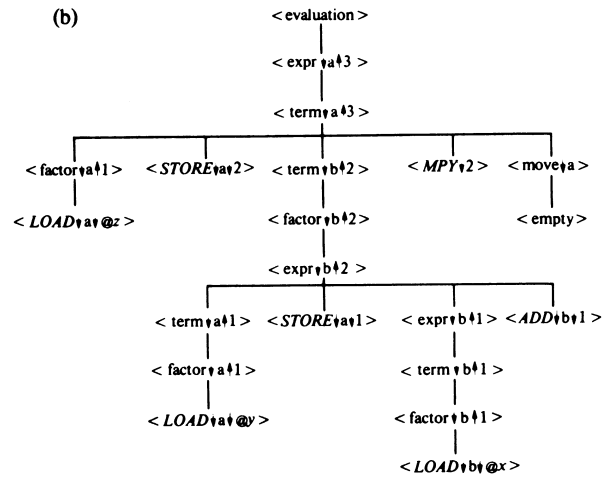 (b)
< evaluation >
< expr↓a↑3 >
< term↓a↑3 >
< factor↓a↑1 > < STORE↓a↓2 > < term↓b↑2 > < MPY↓2 > < move↓a >
< LOAD↓a↓@z > < factor↓b↑2 > < empty >
< expr↓b↑2 >
< term↓a↑1 > < STORE↓a↓1 > < expr↓b↑1 > < ADD↓b↓1 >
< factor↓a↑1 > < term↓b↑1 >
< LOAD↓a↓@y > < factor↓b↑1 >
< LOAD↓b↓@x >